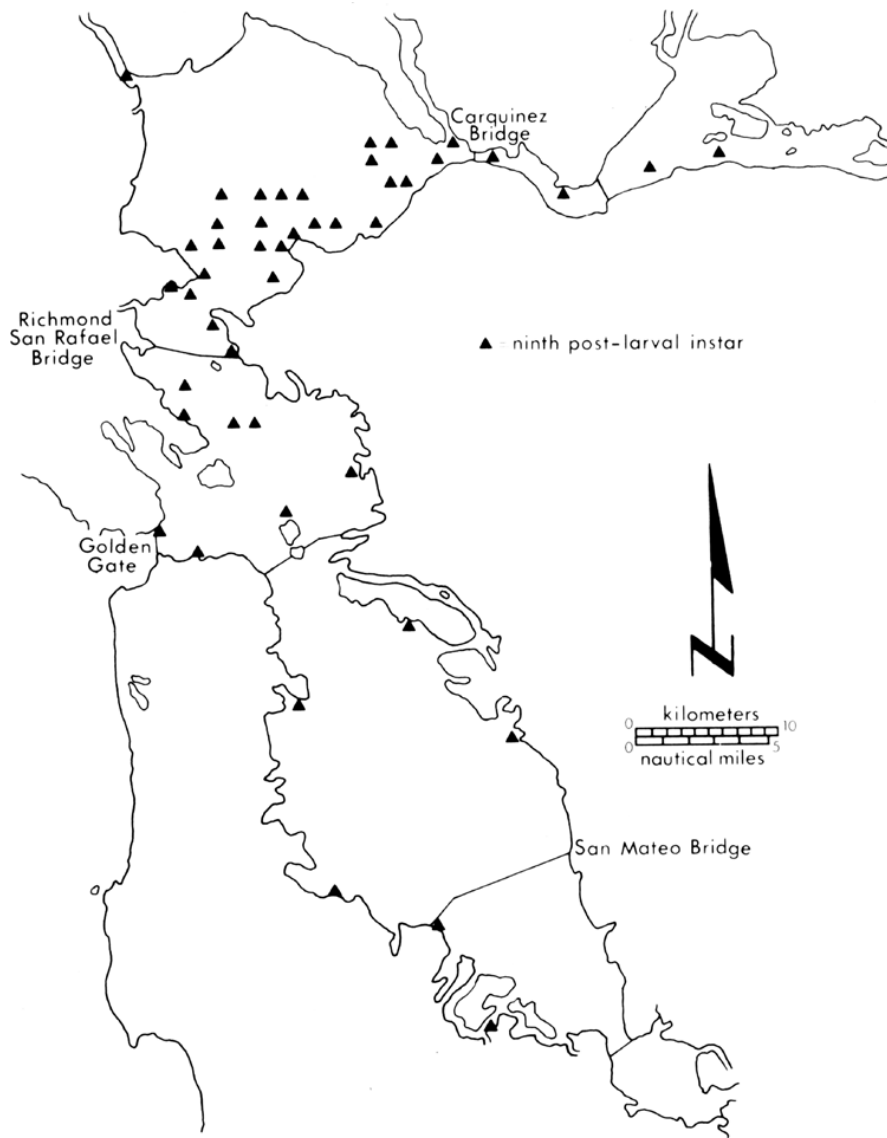 Carquinez
Bridge
Richmond
San Rafael
Bridge
▲ = ninth post-larval instar
Golden
Gate
kilometers
0 10
0 5
nautical miles
San Mateo Bridge